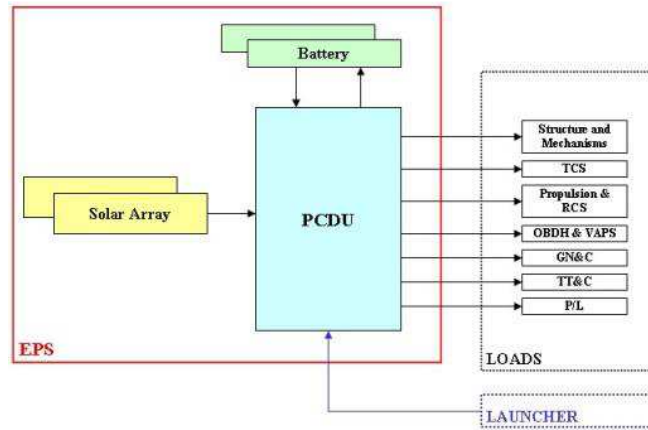 Battery
Solar Array
PCDU
EPS
Structure and
Mechanisms
TCS
Propulsion &
RCS
OBDH & VAPS
GN&C
TT&C
P/L
LOADS
LAUNCHER